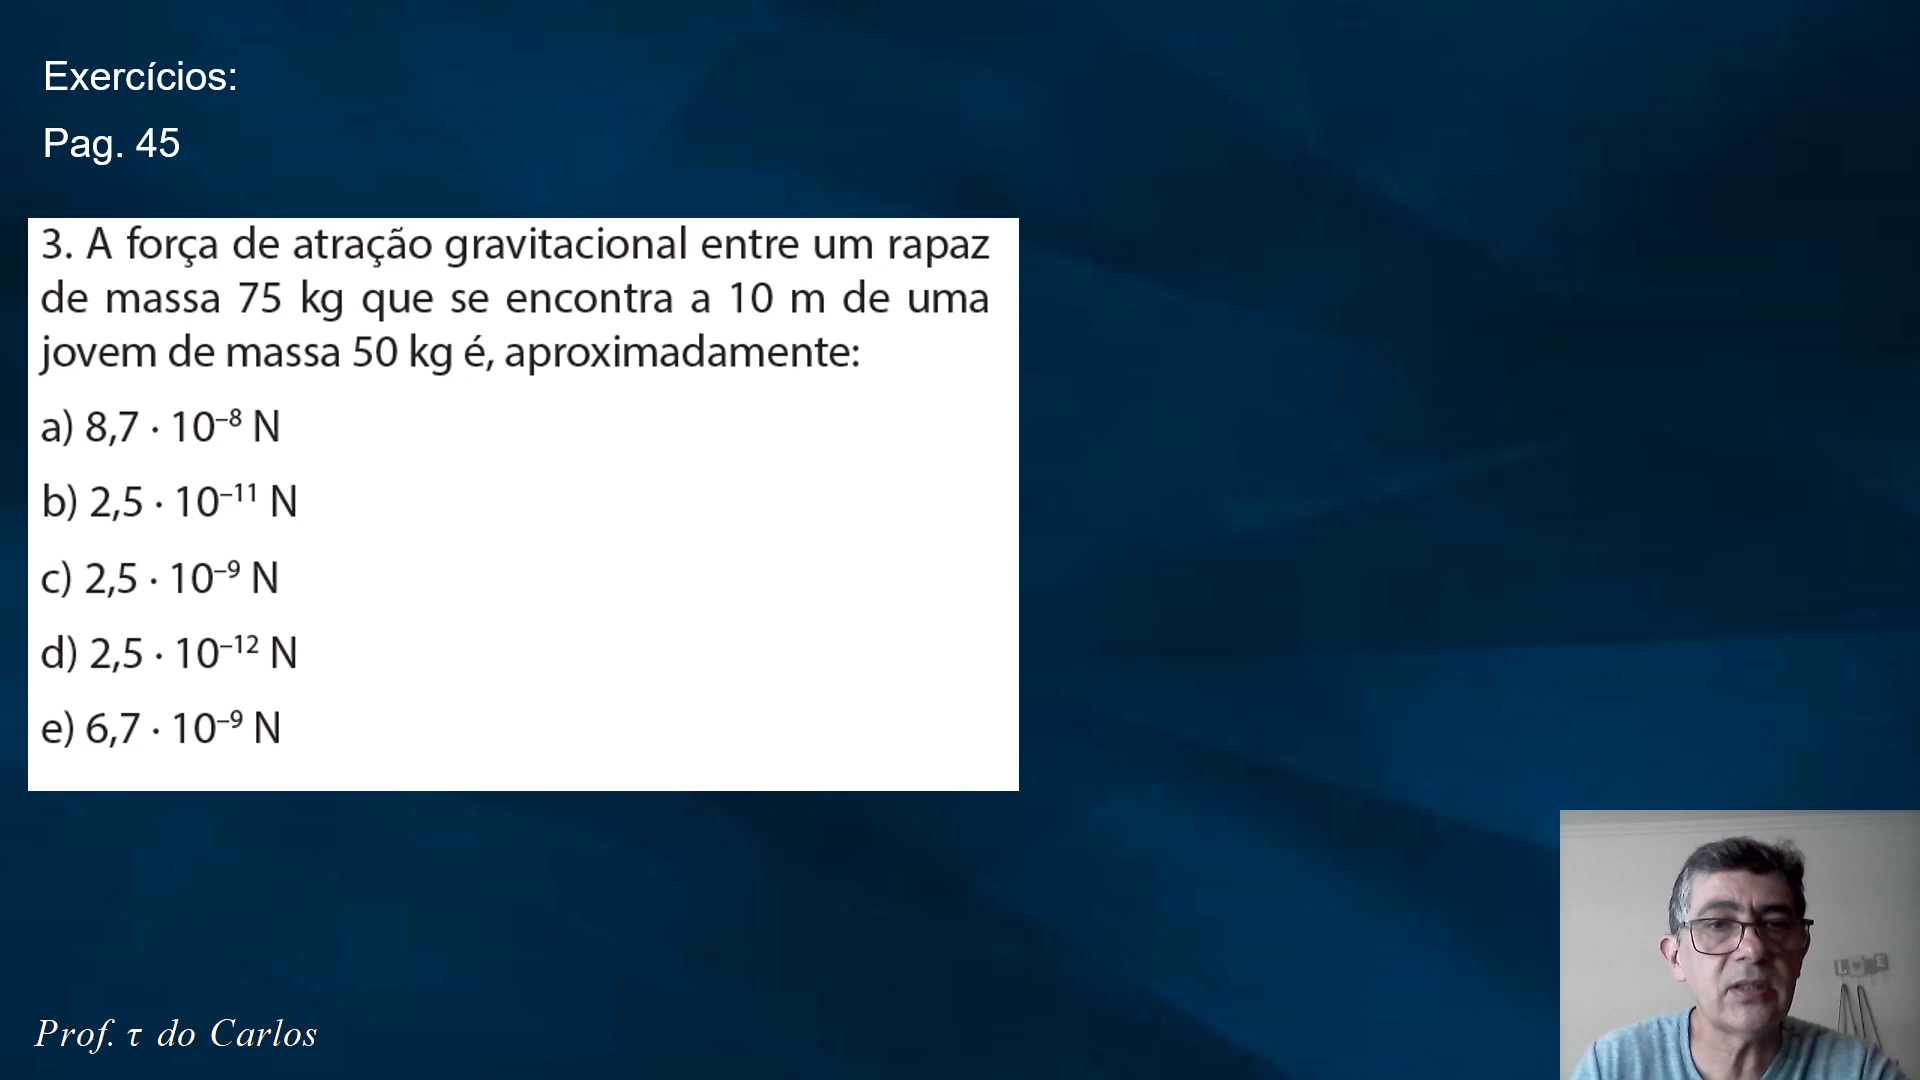 Exercícios:
Pag. 45
3. A força de atração gravitacional entre um rapaz
de massa 75 kg que se encontra a 10 m de uma
jovem de massa 50 kg é, aproximadamente:
a) 8,7 · 10⁻⁸ N
b) 2,5 · 10⁻¹¹ N
c) 2,5 · 10⁻⁹ N
d) 2,5 · 10⁻¹² N
e) 6,7 · 10⁻⁹ N
L♥E
Prof. τ do Carlos